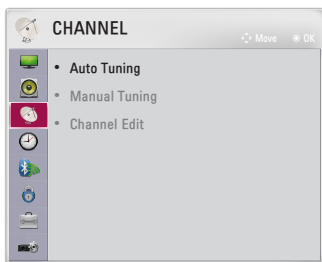 CHANNEL
Move OK
• Auto Tuning
• Manual Tuning
• Channel Edit